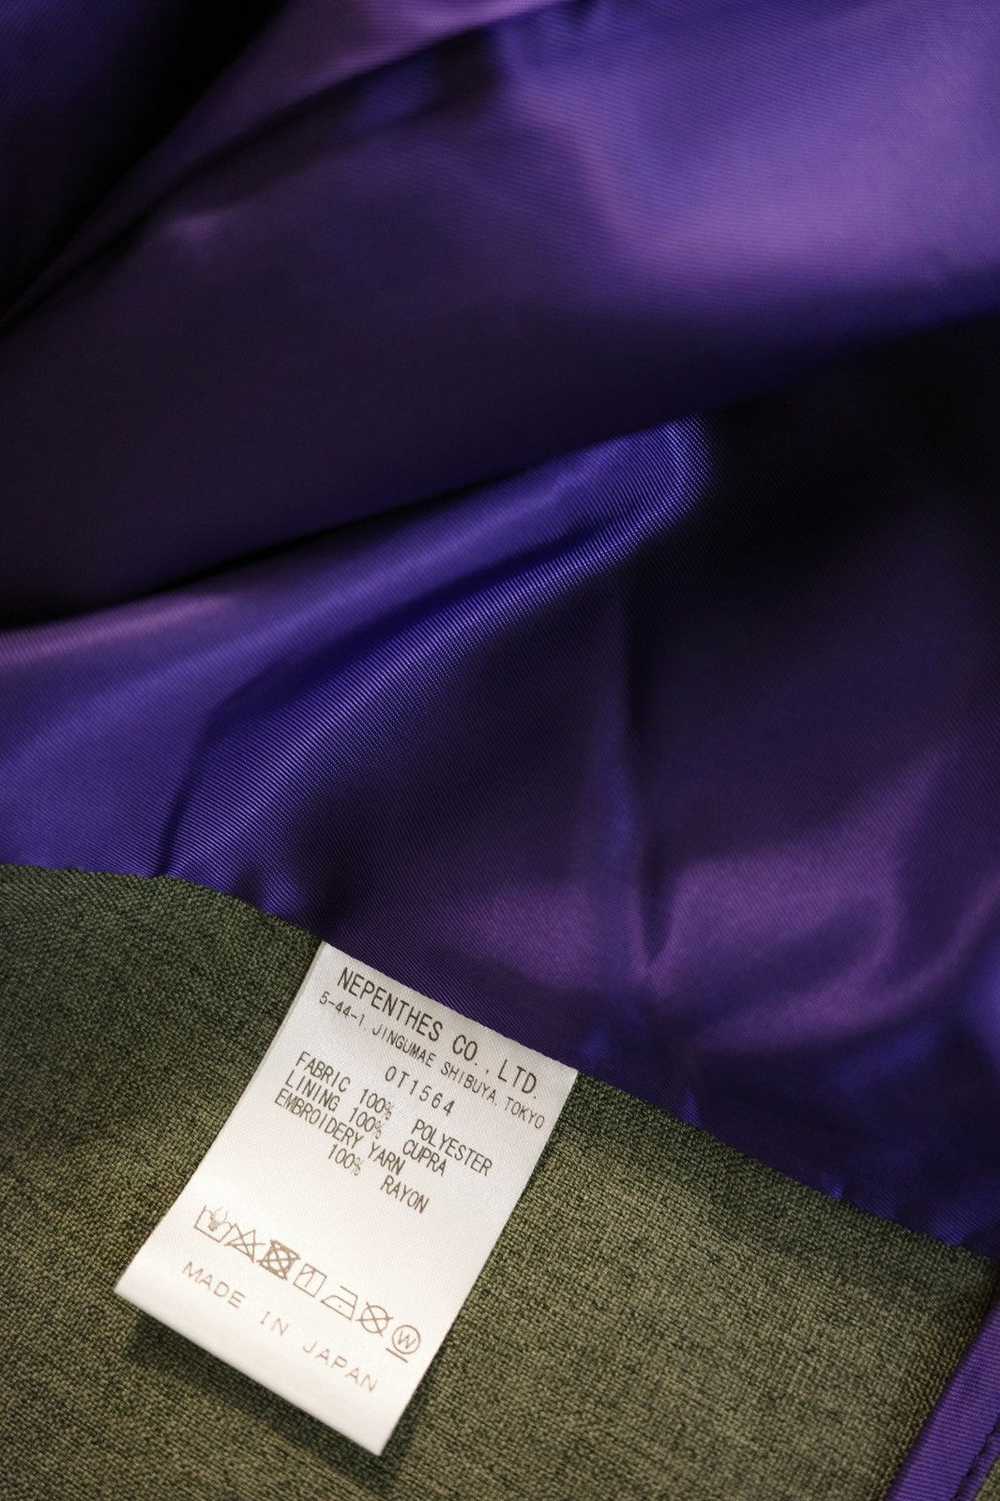 NEPENTHES CO.,LTD.
5-44-1,JINGUMAE SHIBUYA,TOKYO
OT1564
FABRIC 100% POLYESTER
LINING 100% CUPRA
EMBROIDERY YARN
100% RAYON
W
MADE IN JAPAN